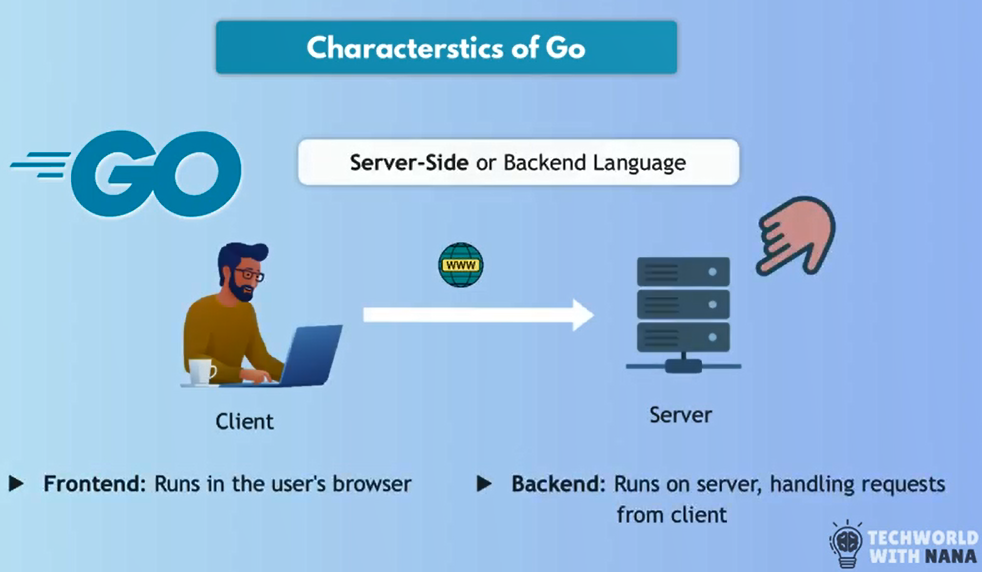 Characterstics of Go
GO
Server-Side or Backend Language
WWW
Client
Server
▶ Frontend: Runs in the user's browser
▶ Backend: Runs on server, handling requests
from client
TECHWORLD
WITH NANA